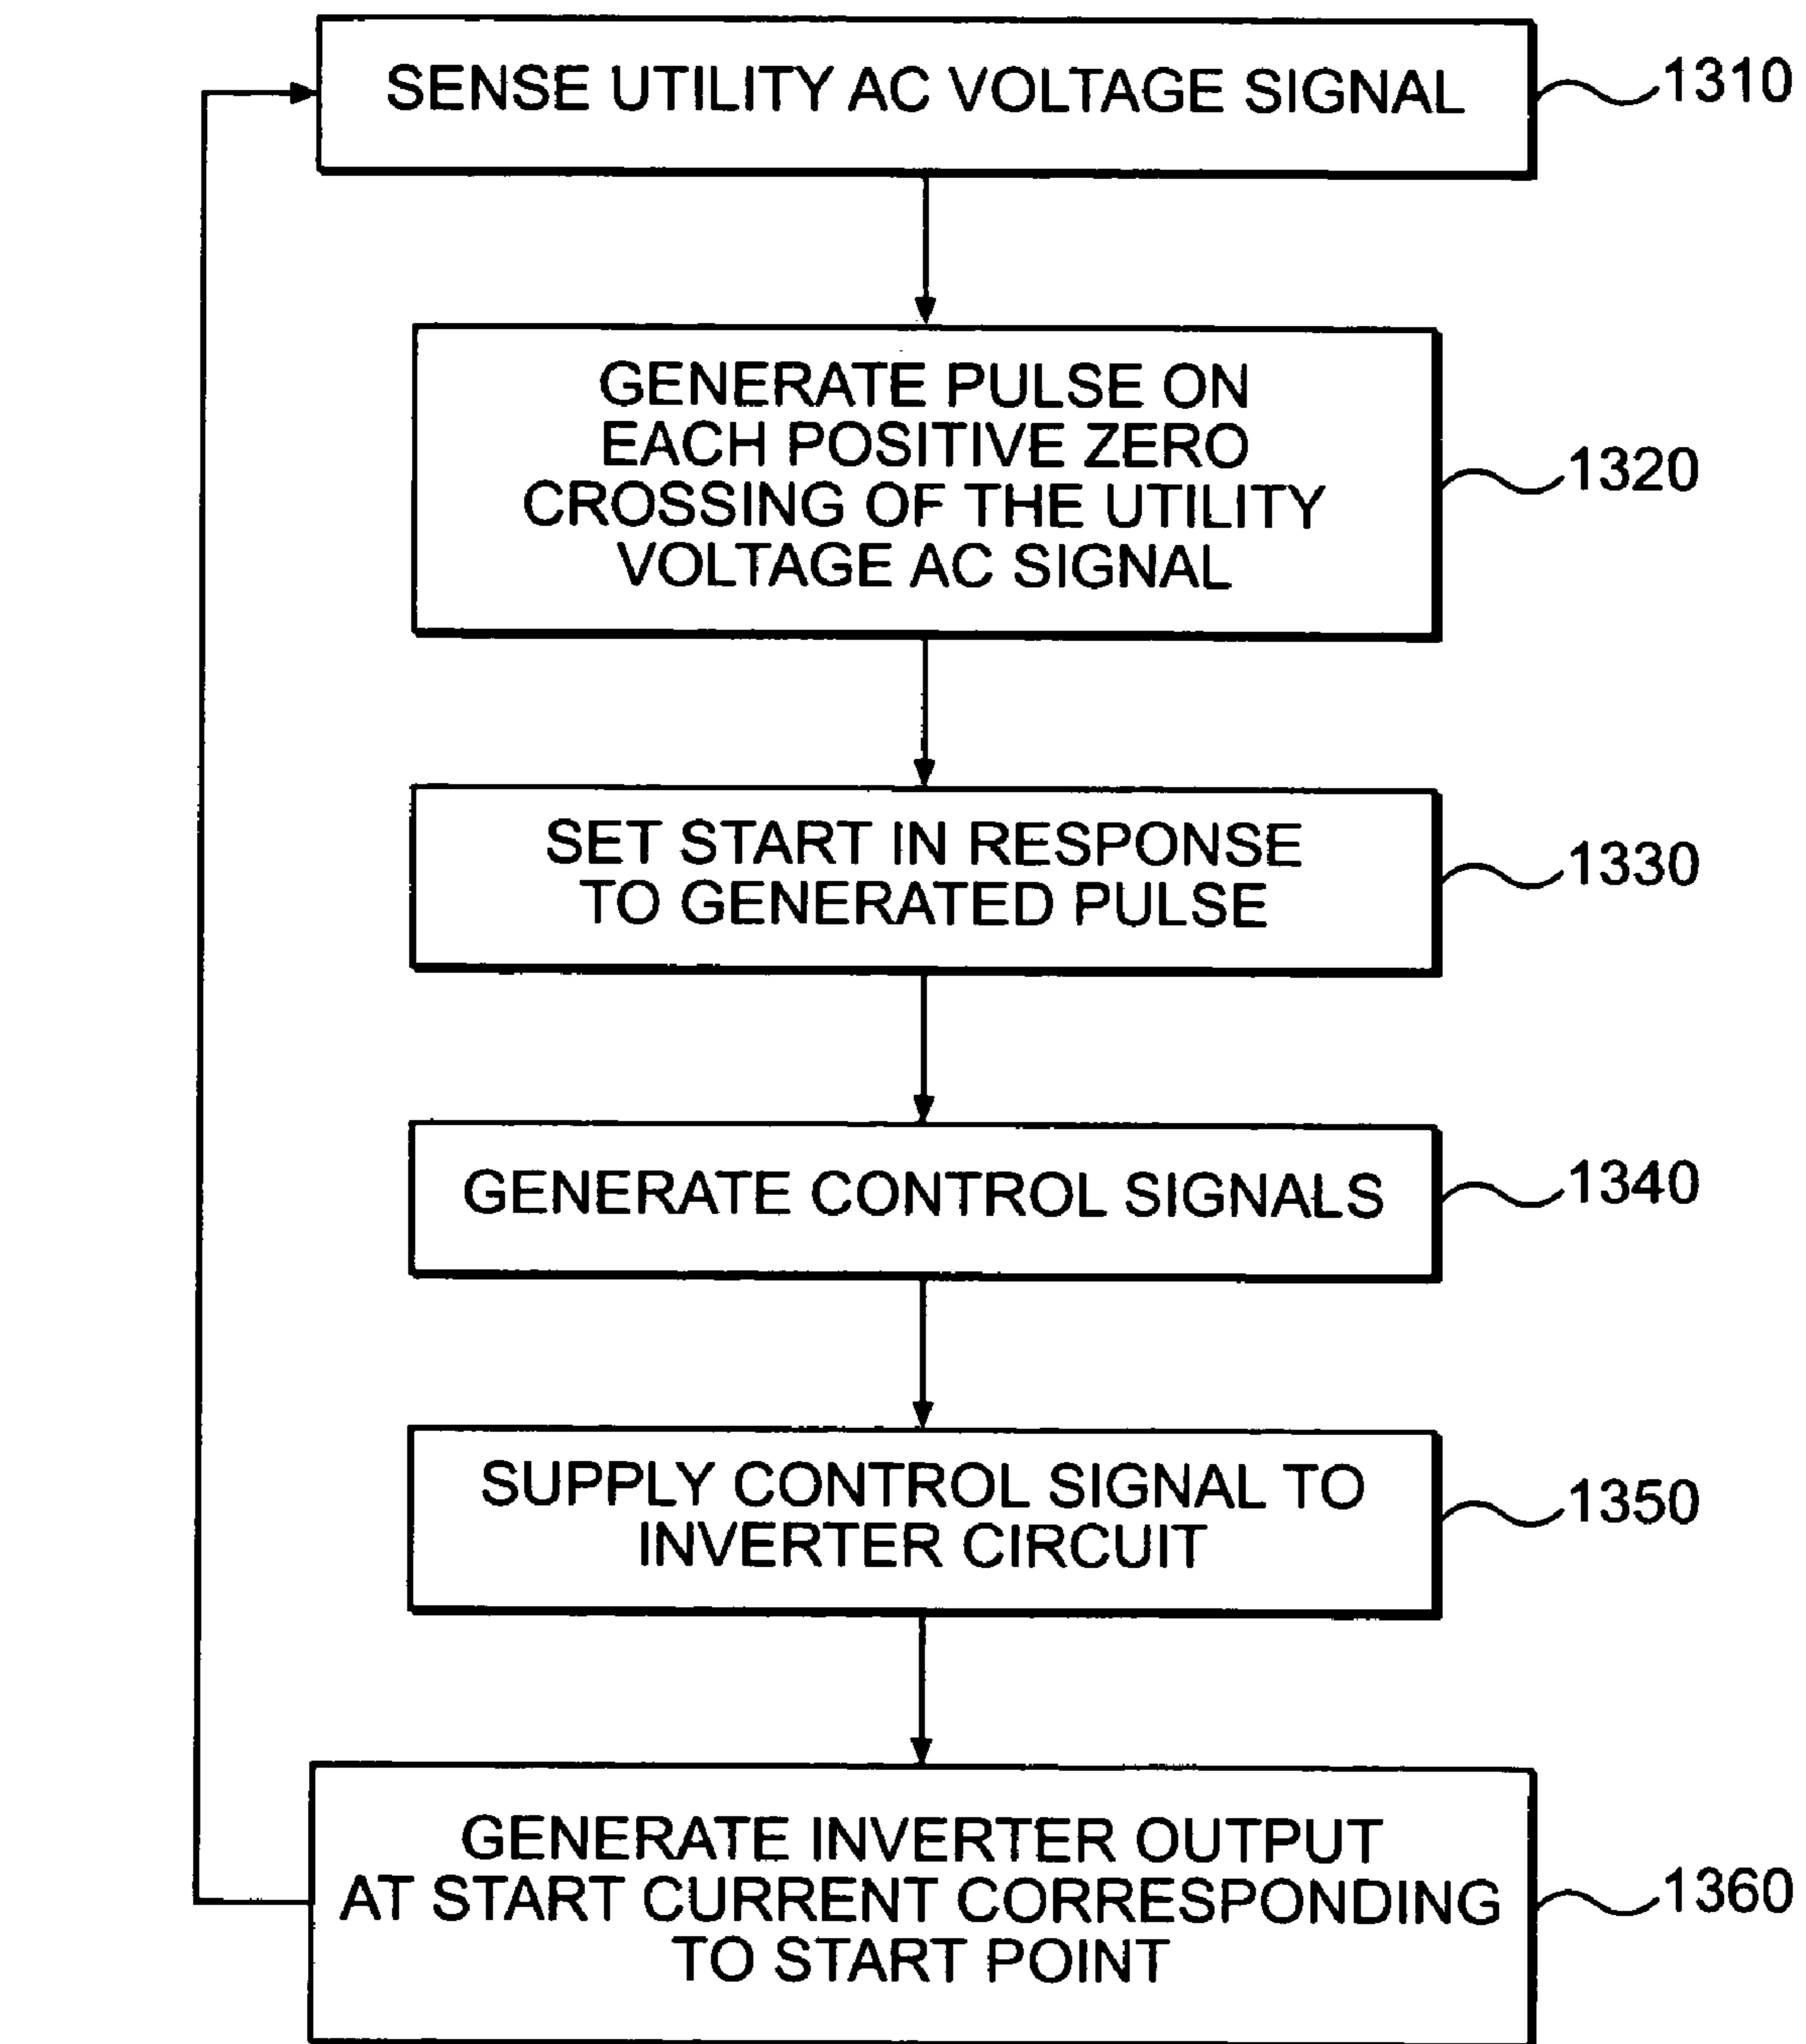 SENSE UTILITY AC VOLTAGE SIGNAL
1310
GENERATE PULSE ON
EACH POSITIVE ZERO
CROSSING OF THE UTILITY
VOLTAGE AC SIGNAL
1320
SET START IN RESPONSE
TO GENERATED PULSE
1330
GENERATE CONTROL SIGNALS
1340
SUPPLY CONTROL SIGNAL TO
INVERTER CIRCUIT
1350
GENERATE INVERTER OUTPUT
AT START CURRENT CORRESPONDING
TO START POINT
1360